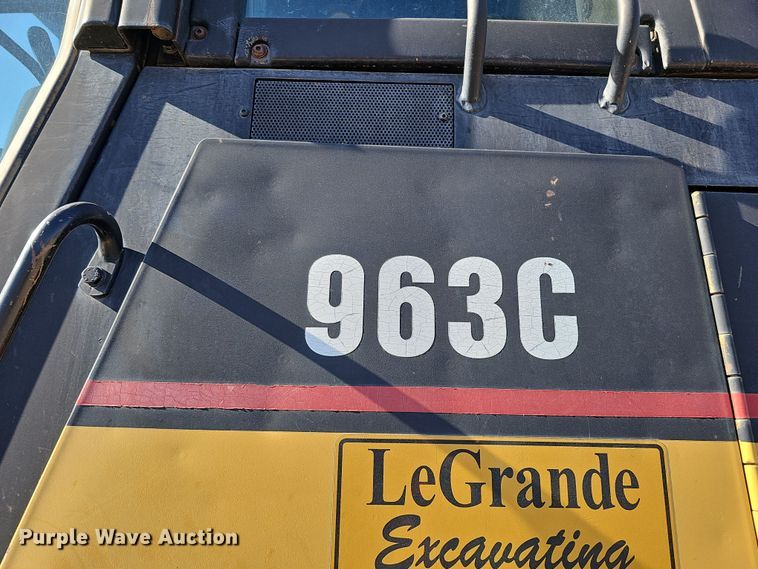 963C
LeGrande
Excavating
Purple Wave Auction